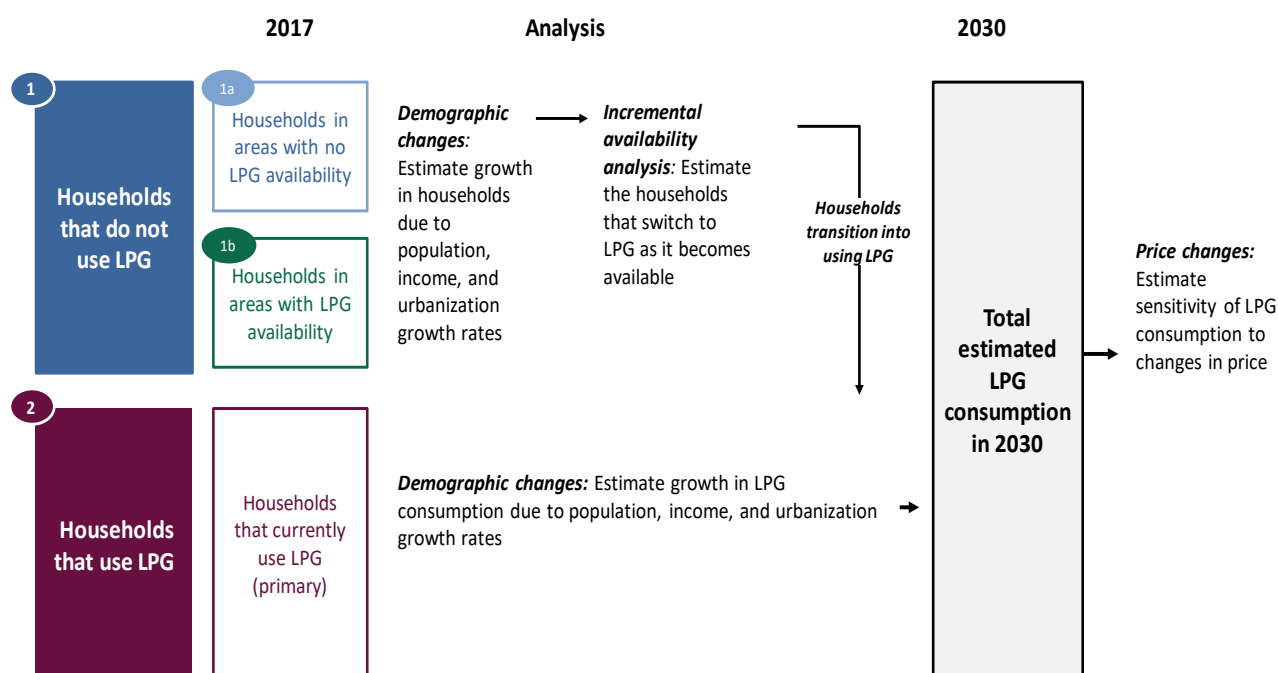 2017
Analysis
2030
1
Households
that do not
use LPG
1a
Households in
areas with no
LPG availability
1b
Households in
areas with LPG
availability
Demographic
changes:
Estimate growth
in households
due to
population,
income, and
urbanization
growth rates
Incremental
availability
analysis: Estimate
the households
that switch to
LPG as it becomes
available
Households
transition into
using LPG
2
Households
that use LPG
Households
that currently
use LPG
(primary)
Demographic changes: Estimate growth in LPG
consumption due to population, income, and urbanization
growth rates
Total
estimated
LPG
consumption
in 2030
Price changes:
Estimate
sensitivity of LPG
consumption to
changes in price